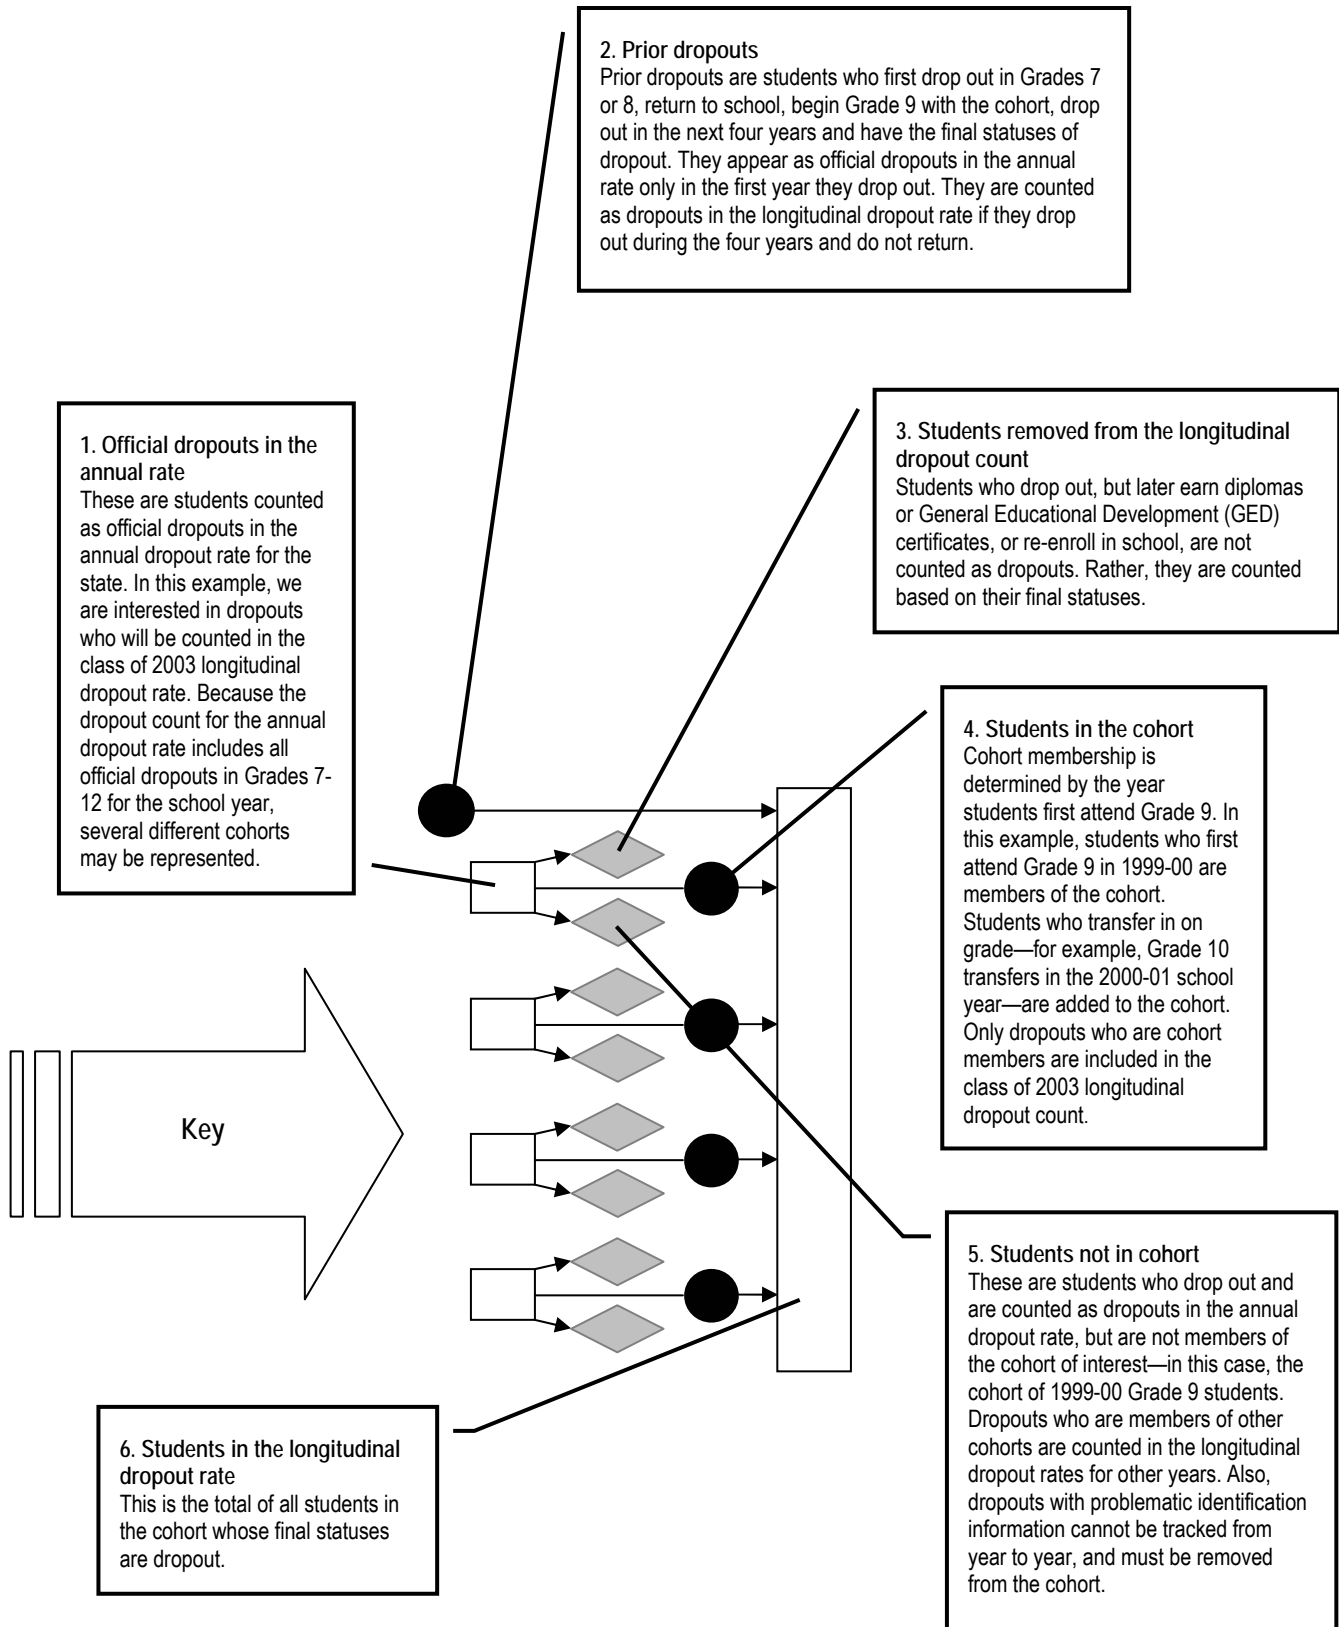 2. Prior dropouts
Prior dropouts are students who first drop out in Grades 7
or 8, return to school, begin Grade 9 with the cohort, drop
out in the next four years and have the final statuses of
dropout. They appear as official dropouts in the annual
rate only in the first year they drop out. They are counted
as dropouts in the longitudinal dropout rate if they drop
out during the four years and do not return.
1. Official dropouts in the
annual rate
These are students counted
as official dropouts in the
annual dropout rate for the
state. In this example, we
are interested in dropouts
who will be counted in the
class of 2003 longitudinal
dropout rate. Because the
dropout count for the annual
dropout rate includes all
official dropouts in Grades 7-
12 for the school year,
several different cohorts
may be represented.
3. Students removed from the longitudinal
dropout count
Students who drop out, but later earn diplomas
or General Educational Development (GED)
certificates, or re-enroll in school, are not
counted as dropouts. Rather, they are counted
based on their final statuses.
4. Students in the cohort
Cohort membership is
determined by the year
students first attend Grade 9. In
this example, students who first
attend Grade 9 in 1999-00 are
members of the cohort.
Students who transfer in on
grade—for example, Grade 10
transfers in the 2000-01 school
year—are added to the cohort.
Only dropouts who are cohort
members are included in the
class of 2003 longitudinal
dropout count.
Key
5. Students not in cohort
These are students who drop out and
are counted as dropouts in the annual
dropout rate, but are not members of
the cohort of interest—in this case, the
cohort of 1999-00 Grade 9 students.
Dropouts who are members of other
cohorts are counted in the longitudinal
dropout rates for other years. Also,
dropouts with problematic identification
information cannot be tracked from
year to year, and must be removed
from the cohort.
6. Students in the longitudinal
dropout rate
This is the total of all students in
the cohort whose final statuses
are dropout.